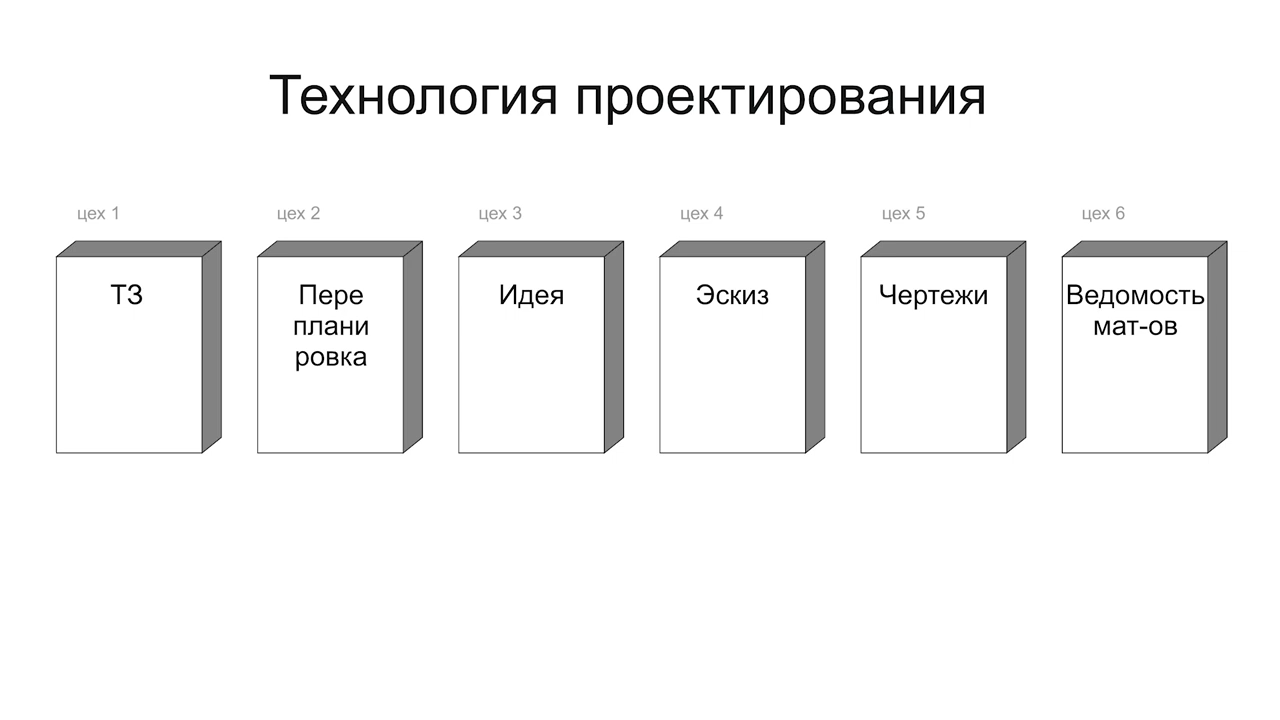 Технология проектирования
цех 1
цех 2
цех 3
цех 4
цех 5
цех 6
ТЗ
Пере
плани
ровка
Идея
Эскиз
Чертежи
Ведомость
мат-ов